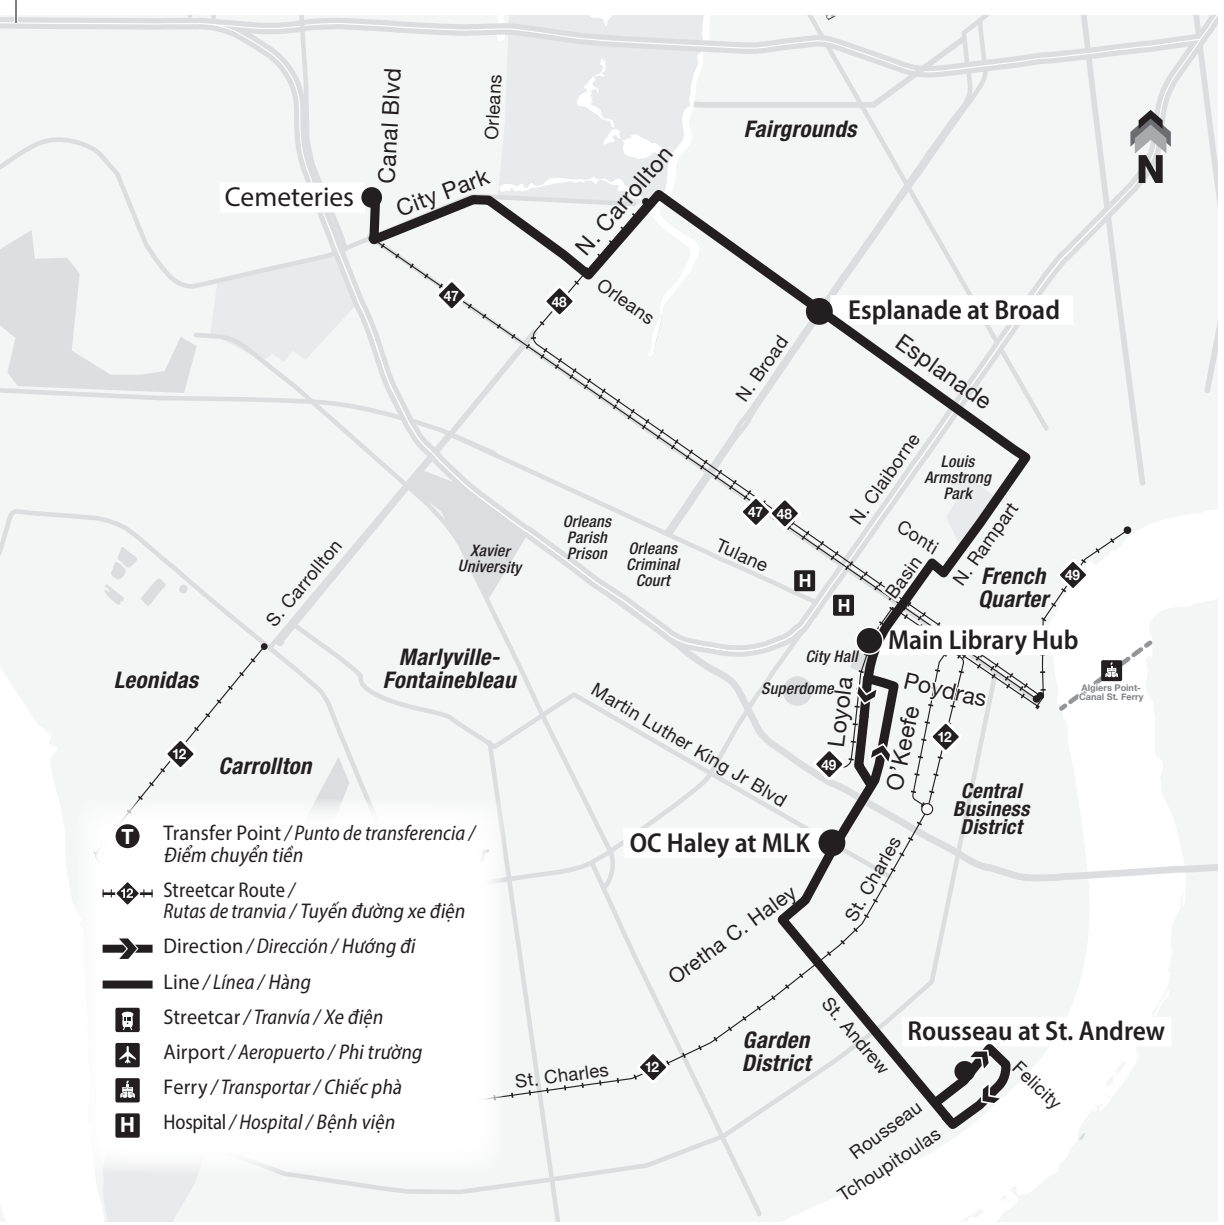 Canal Blvd
Orleans
Fairgrounds
N
Cemeteries
City Park
N. Carrollton
47
48
Orleans
Esplanade at Broad
Esplanade
N. Broad
N. Claiborne
Louis
Armstrong
Park
47
48
Orleans
Parish
Prison
Orleans
Criminal
Court
Tulane
Conti
N. Rampart
Basin
Xavier
University
H
H
French
Quarter
49
S. Carrollton
Main Library Hub
City Hall
Leonidas
Marlyville-
Fontainebleau
Superdome
Poydras
Algiers Point-
Canal St. Ferry
Loyola
O'Keefe
Martin Luther King Jr Blvd
12
12
49
Carrollton
Central
Business
District
OC Haley at MLK
St. Charles
Oretha C. Haley
T Transfer Point / Punto de transferencia /
Điểm chuyển tiền
12 Streetcar Route /
Rutas de tranvia / Tuyến đường xe điện
Direction / Dirección / Hướng đi
Line / Línea / Hàng
Streetcar / Tranvía / Xe điện
Airport / Aeropuerto / Phi trường
Ferry / Transportar / Chiếc phà
H Hospital / Hospital / Bệnh viện
St. Andrew
Garden
District
Rousseau at St. Andrew
12
St. Charles
Felicity
Rousseau
Tchoupitoulas